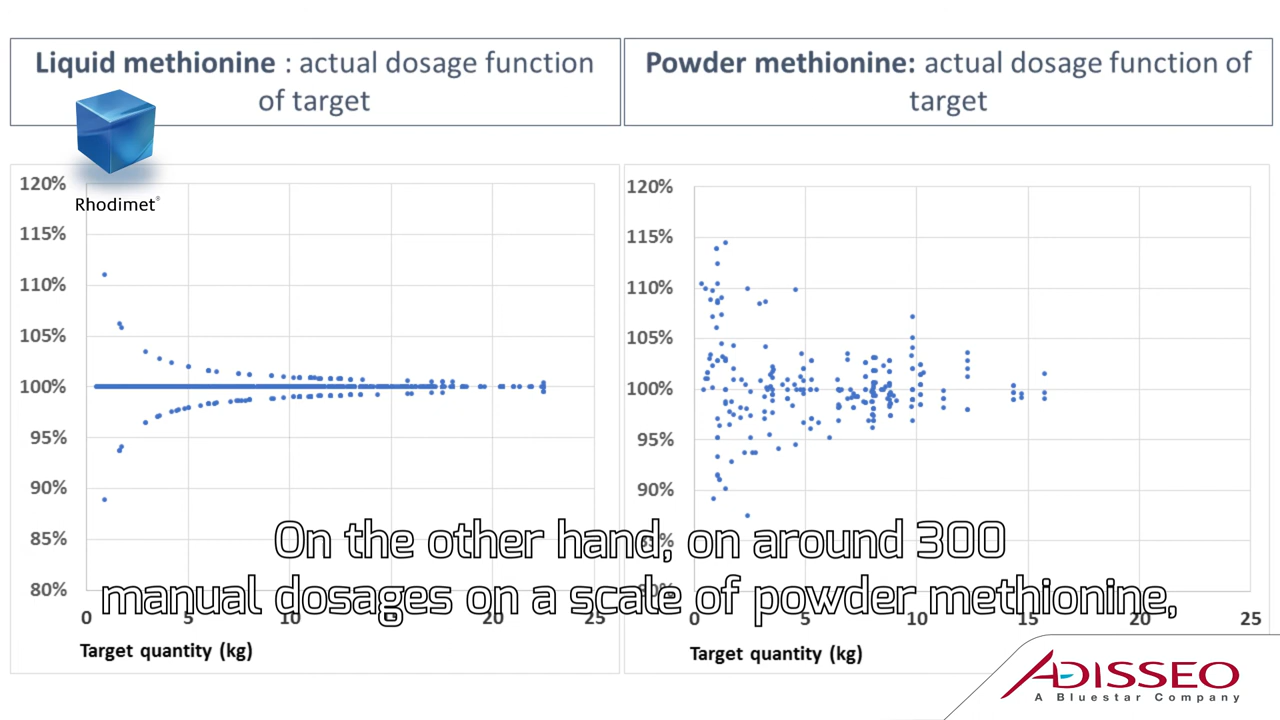 Liquid methionine : actual dosage function
of target
Powder methionine: actual dosage function of
target
Rhodimet®
120%
115%
110%
105%
100%
95%
90%
85%
80%
0
5
10
20
25
Target quantity (kg)
120%
115%
110%
105%
100%
95%
90%
0
5
10
15
20
25
Target quantity (kg)
On the other hand, on around 300
manual dosages on a scale of powder methionine,
ADISSEO
A Bluestar Company